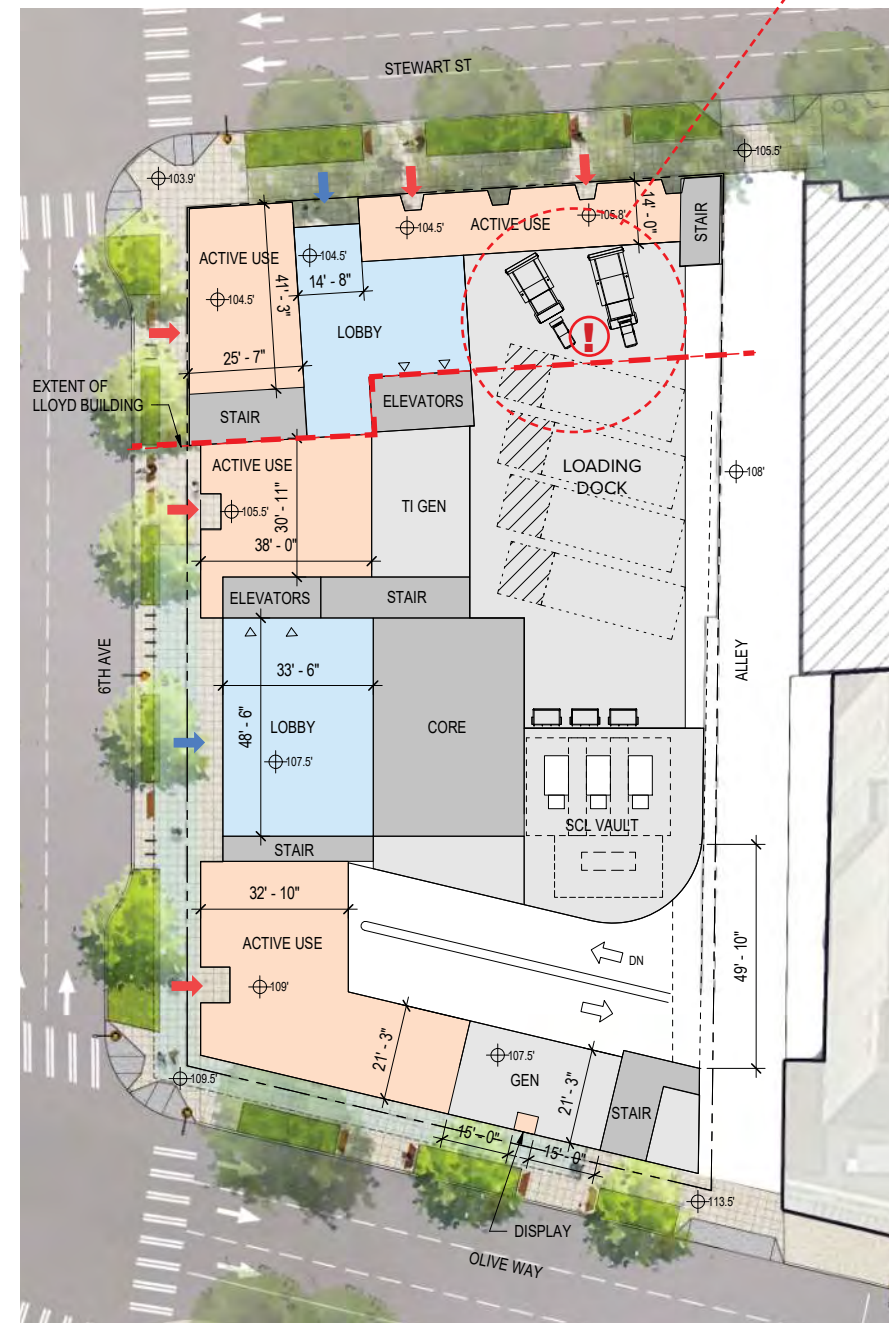 STEWART ST
105.5'
103.9'
ACTIVE USE
104.5'
41' - 3"
25' - 7"
104.5'
14' - 8"
LOBBY
104.5'
ACTIVE USE
105.8'
14' - 0"
STAIR
!
EXTENT OF
LLOYD BUILDING
STAIR
ELEVATORS
ACTIVE USE
105.5'
30' - 11"
38' - 0"
TI GEN
LOADING
DOCK
108'
ELEVATORS
STAIR
6TH AVE
ALLEY
33' - 6"
48' - 6"
LOBBY
107.5'
CORE
SCL VAULT
STAIR
32' - 10"
ACTIVE USE
109'
DN
49' - 10"
21' - 3"
107.5'
GEN
21' - 3"
STAIR
109.5'
15' - 0"
15' - 0"
113.5'
DISPLAY
OLIVE WAY